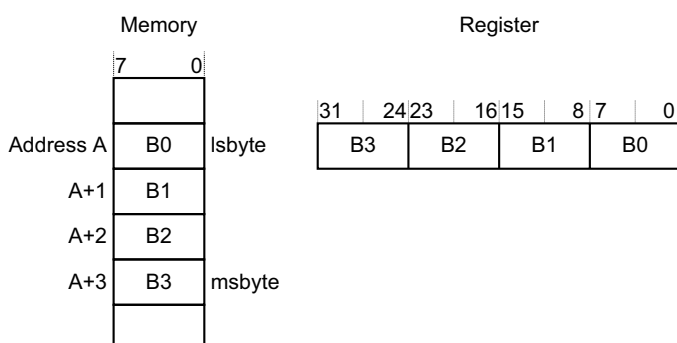 Memory Register
7 0
31 24 23 16 15 8 7 0
Address A B0 lsbyte B3 B2 B1 B0
A+1 B1
A+2 B2
A+3 B3 msbyte